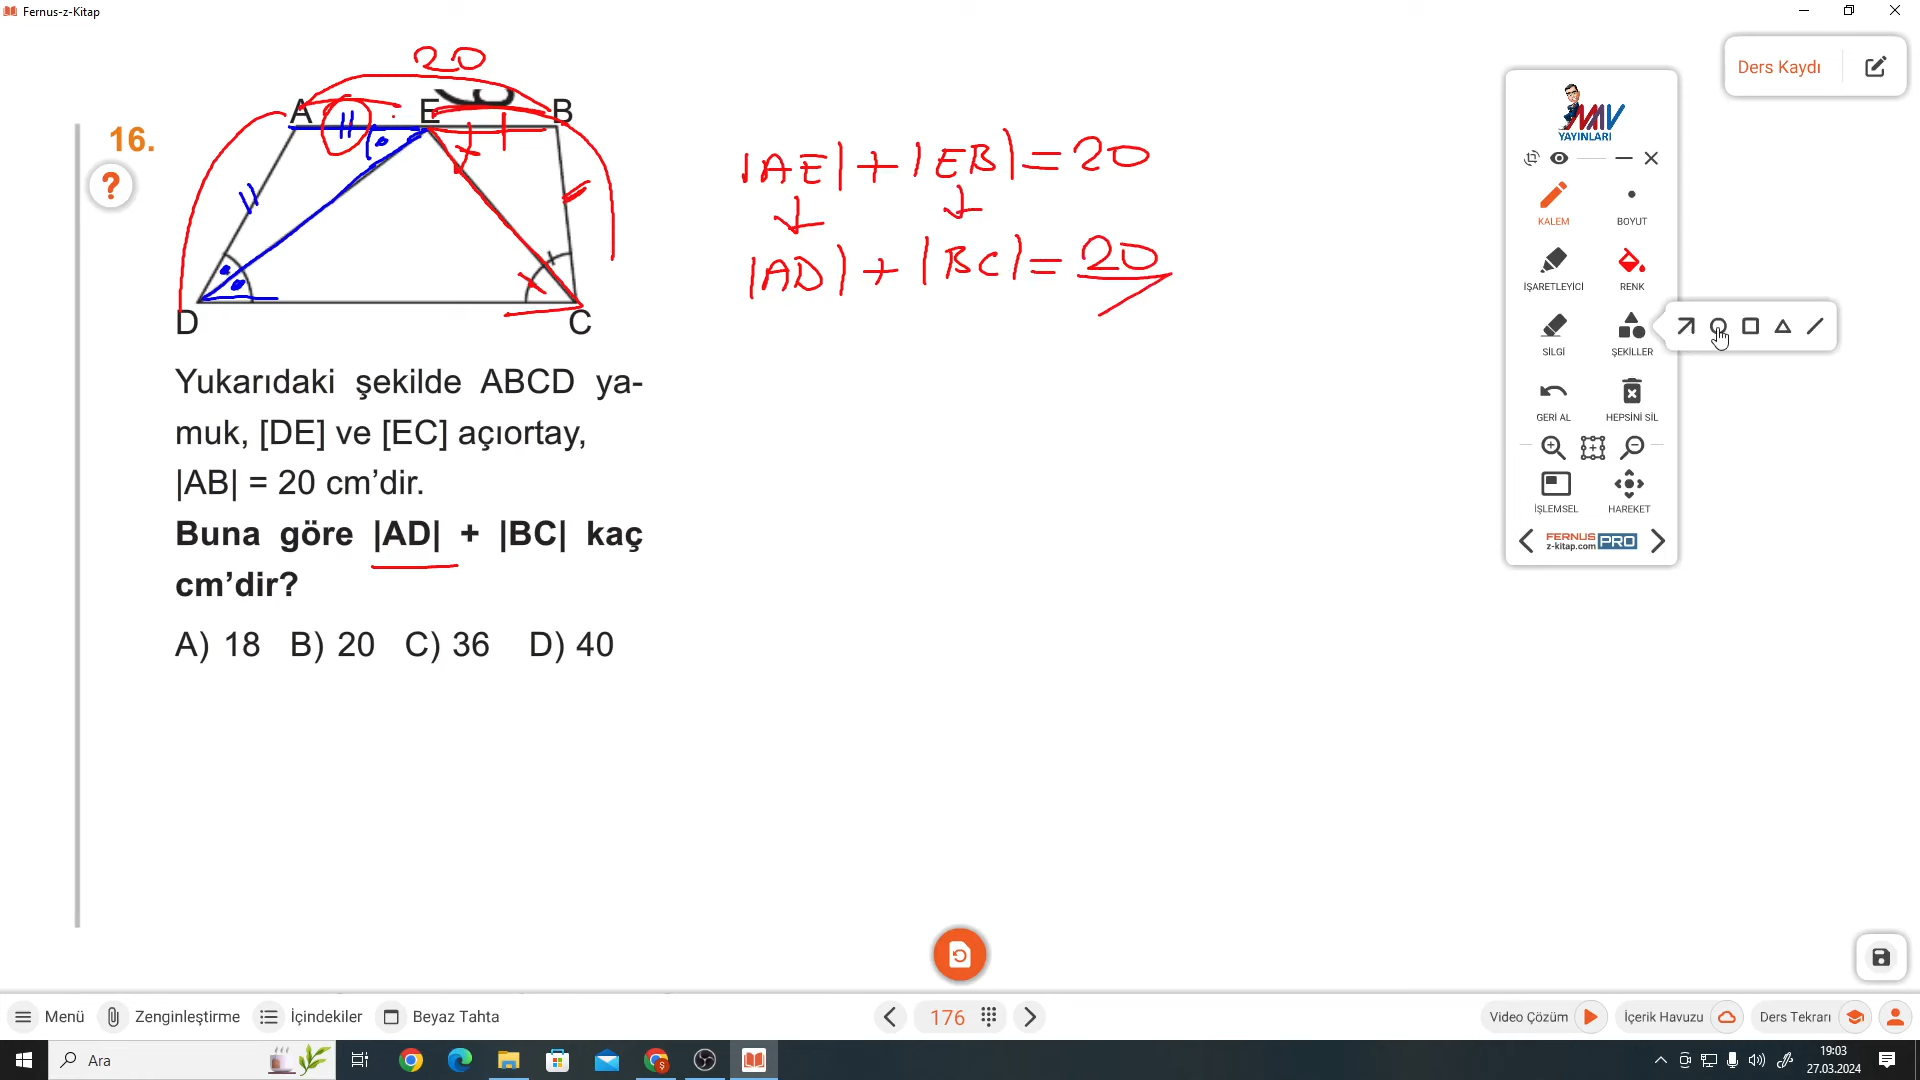 Fernus-z-Kitap
Ders Kaydı
20
A E B
16.
?
D C
|AE| + |EB| = 20
|AD| + |BC| = 20
Yukarıdaki şekilde ABCD ya-
muk, [DE] ve [EC] açıortay,
|AB| = 20 cm’dir.
Buna göre |AD| + |BC| kaç
cm’dir?
A) 18 B) 20 C) 36 D) 40
YAYINLARI
KALEM BOYUT
İŞARETLEYİCİ RENK
SİLGİ ŞEKİLLER
GERİ AL HEPSİNİ SİL
İŞLEMSEL HAREKET
FERNUS
z-kitap.com PRO
Menü Zenginleştirme İçindekiler Beyaz Tahta 176 Video Çözüm İçerik Havuzu Ders Tekrarı
Ara
19:03
27.03.2024